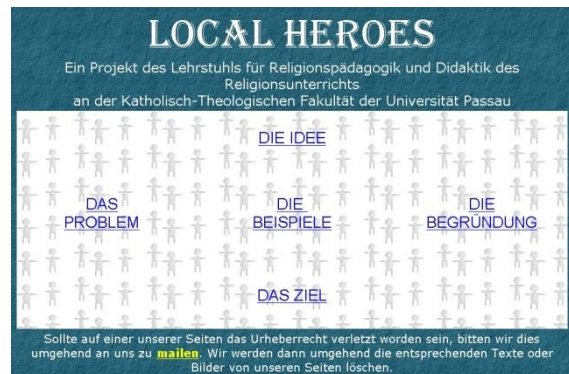 LOCAL HEROES
Ein Projekt des Lehrstuhls für Religionspädagogik und Didaktik des
Religionsunterrichts
an der Katholisch-Theologischen Fakultät der Universität Passau
DIE IDEE
DAS
PROBLEM
DIE
BEISPIELE
DIE
BEGRÜNDUNG
DAS ZIEL
Sollte auf einer unserer Seiten das Urheberrecht verletzt worden sein, bitten wir dies
umgehend an uns zu mailen. Wir werden dann umgehend die entsprechenden Texte oder
Bilder von unseren Seiten löschen.